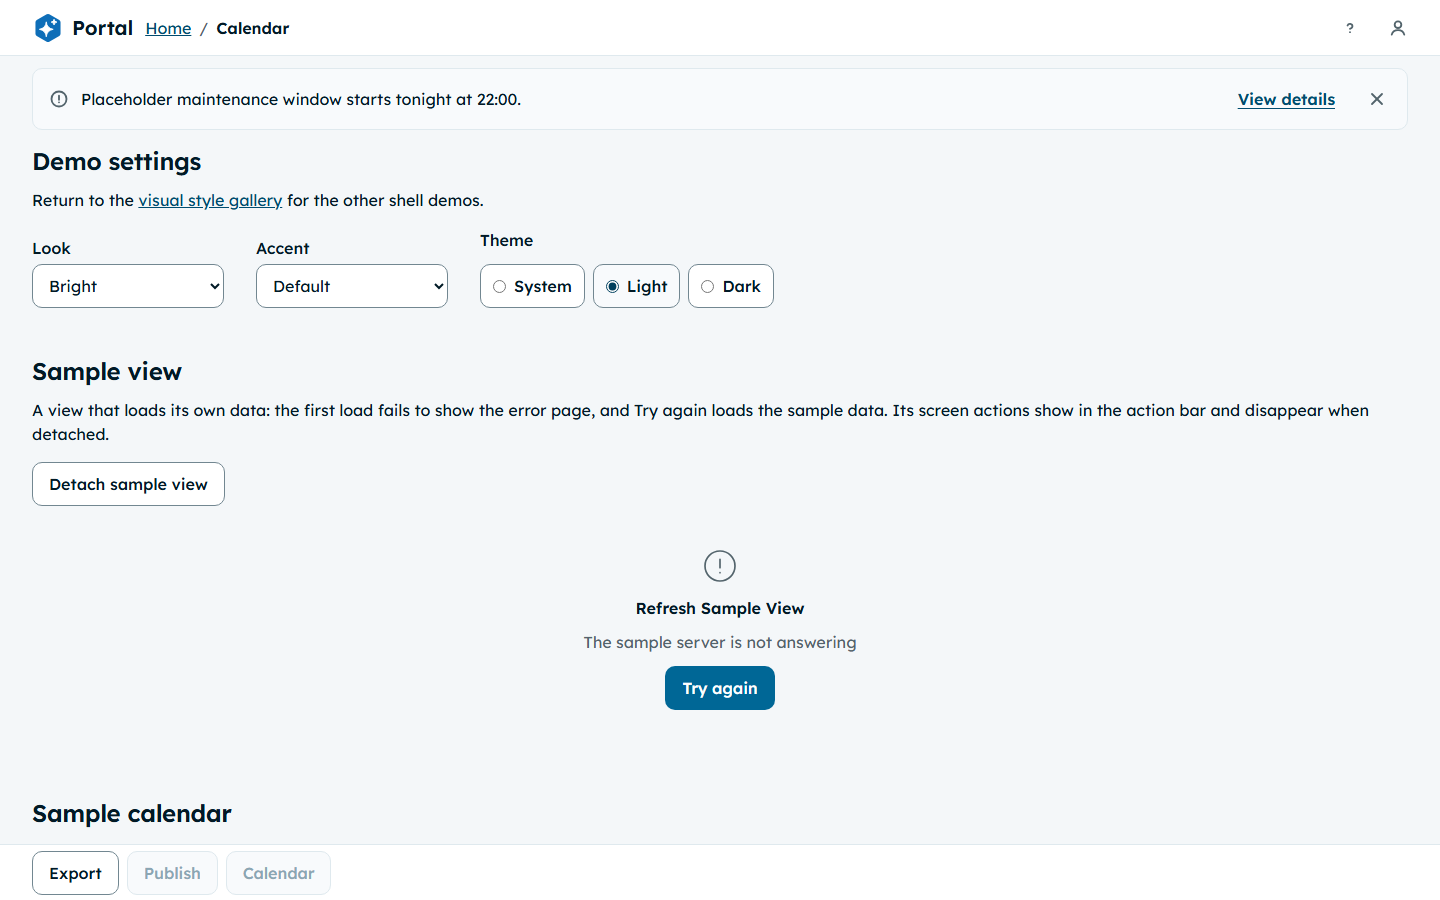 Portal Home / Calendar ?
Placeholder maintenance window starts tonight at 22:00. View details
Demo settings
Return to the visual style gallery for the other shell demos.
Look Accent Theme
Bright Default System Light Dark
Sample view
A view that loads its own data: the first load fails to show the error page, and Try again loads the sample data. Its screen actions show in the action bar and disappear when
detached.
Detach sample view
Refresh Sample View
The sample server is not answering
Try again
Sample calendar
Export Publish Calendar